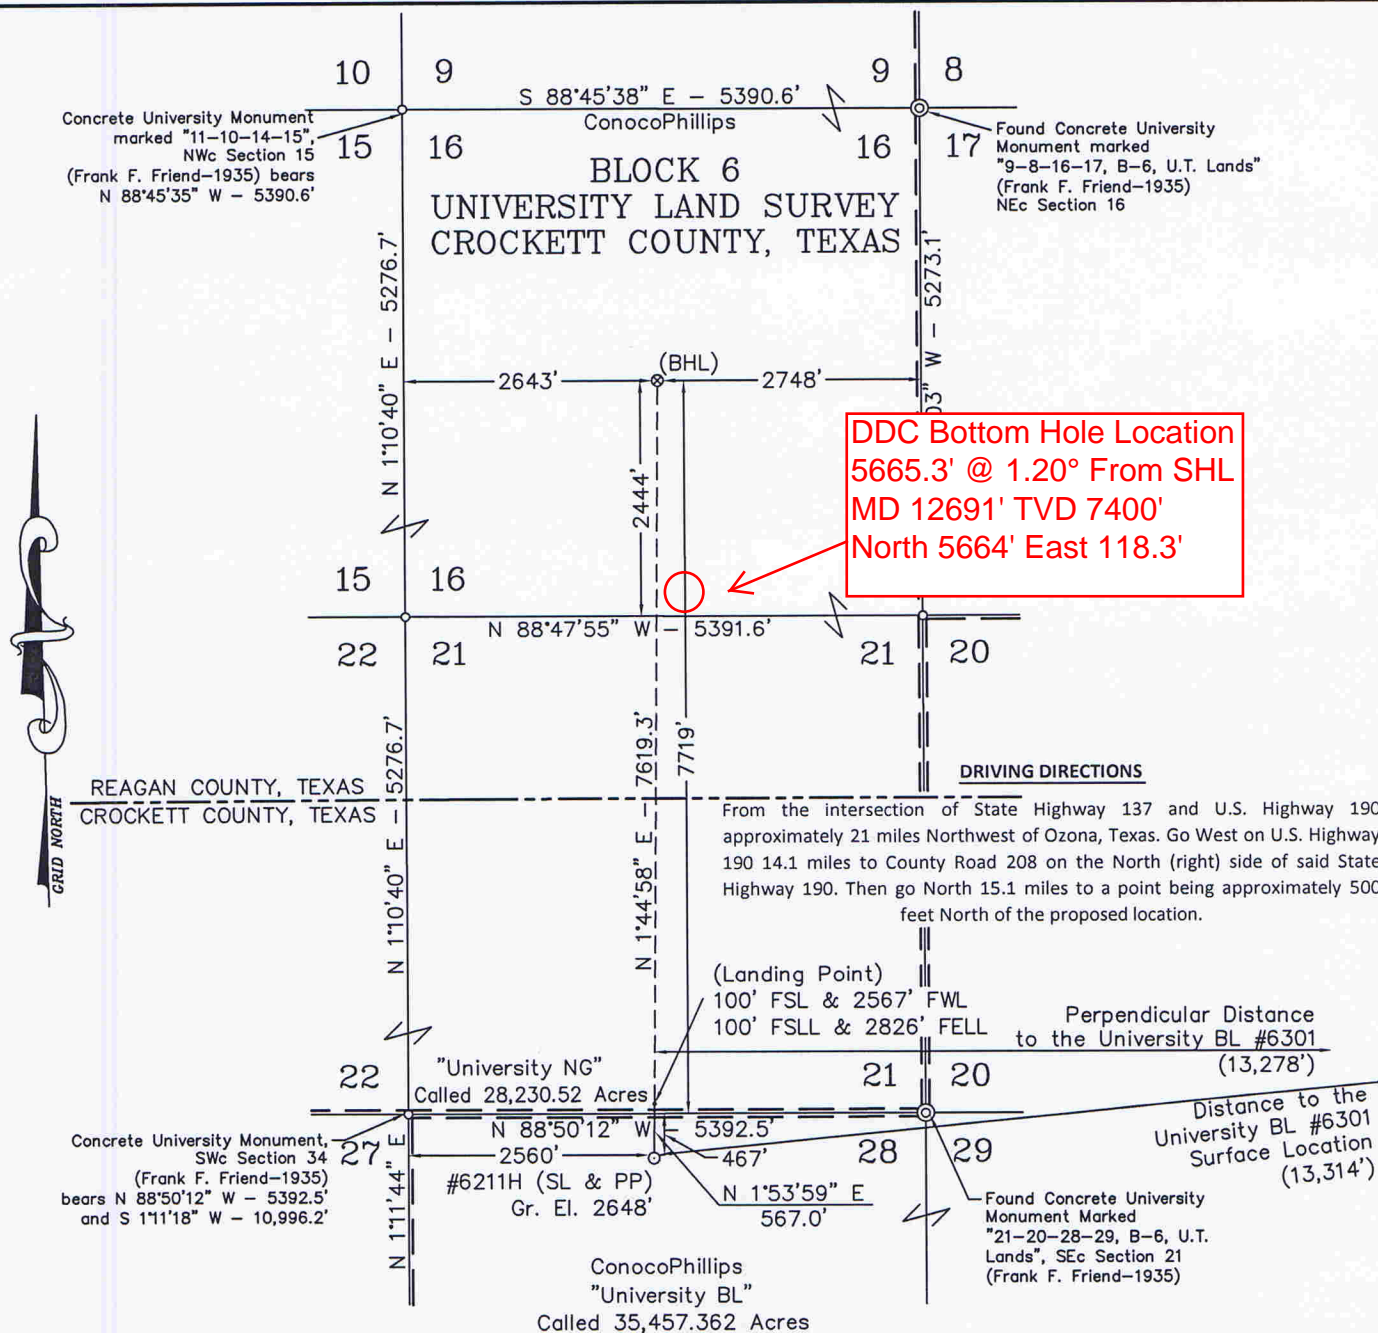 10 9
9 8
S 88°45'38" E – 5390.6'
ConocoPhillips
Concrete University Monument
marked "11–10–14–15",
NWc Section 15
(Frank F. Friend–1935) bears
N 88°45'35" W – 5390.6'
15 16
16 17
Found Concrete University
Monument marked
"9–8–16–17, B–6, U.T. Lands"
(Frank F. Friend–1935)
NEc Section 16
BLOCK 6
UNIVERSITY LAND SURVEY
CROCKETT COUNTY, TEXAS
N 1°10'40" E – 5276.7'
03" W – 5273.1'
(BHL)
2643'
2748'
2444'
DDC Bottom Hole Location
5665.3' @ 1.20° From SHL
MD 12691' TVD 7400'
North 5664' East 118.3'
15 16
N 88°47'55" W – 5391.6'
22 21
21 20
GRID NORTH
N 1°10'40" E – 5276.7'
N 1°44'58" E – 7619.3'
7719'
REAGAN COUNTY, TEXAS
CROCKETT COUNTY, TEXAS
DRIVING DIRECTIONS
From the intersection of State Highway 137 and U.S. Highway 190
approximately 21 miles Northwest of Ozona, Texas. Go West on U.S. Highway
190 14.1 miles to County Road 208 on the North (right) side of said State
Highway 190. Then go North 15.1 miles to a point being approximately 500
feet North of the proposed location.
(Landing Point)
100' FSL & 2567' FWL
100' FSLL & 2826' FELL
Perpendicular Distance
to the University BL #6301
(13,278')
22
"University NG"
Called 28,230.52 Acres
21 20
Distance to the
University BL #6301
Surface Location
(13,314')
N 88°50'12" W – 5392.5'
Concrete University Monument,
SWc Section 34
(Frank F. Friend–1935)
bears N 88°50'12" W – 5392.5'
and S 1°11'18" W – 10,996.2'
27
N 1°11'44" E
2560'
467'
28 29
#6211H (SL & PP)
Gr. El. 2648'
N 1°53'59" E
567.0'
Found Concrete University
Monument Marked
"21–20–28–29, B–6, U.T.
Lands", SEc Section 21
(Frank F. Friend–1935)
ConocoPhillips
"University BL"
Called 35,457.362 Acres